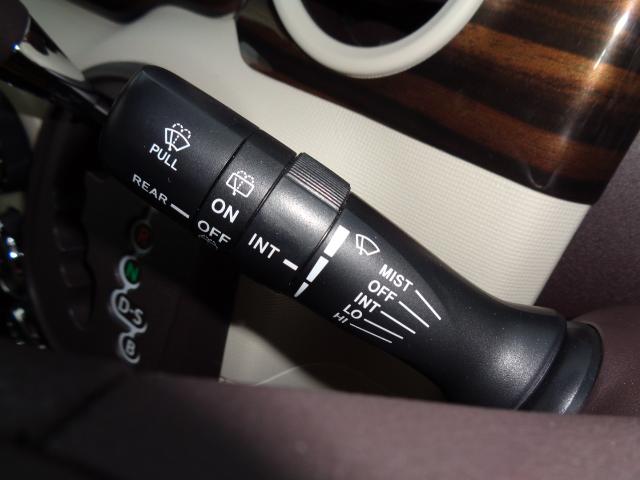 PULL
REAR
ON
OFF
INT
MIST
OFF
INT
LO
HI
R
N
D S
B